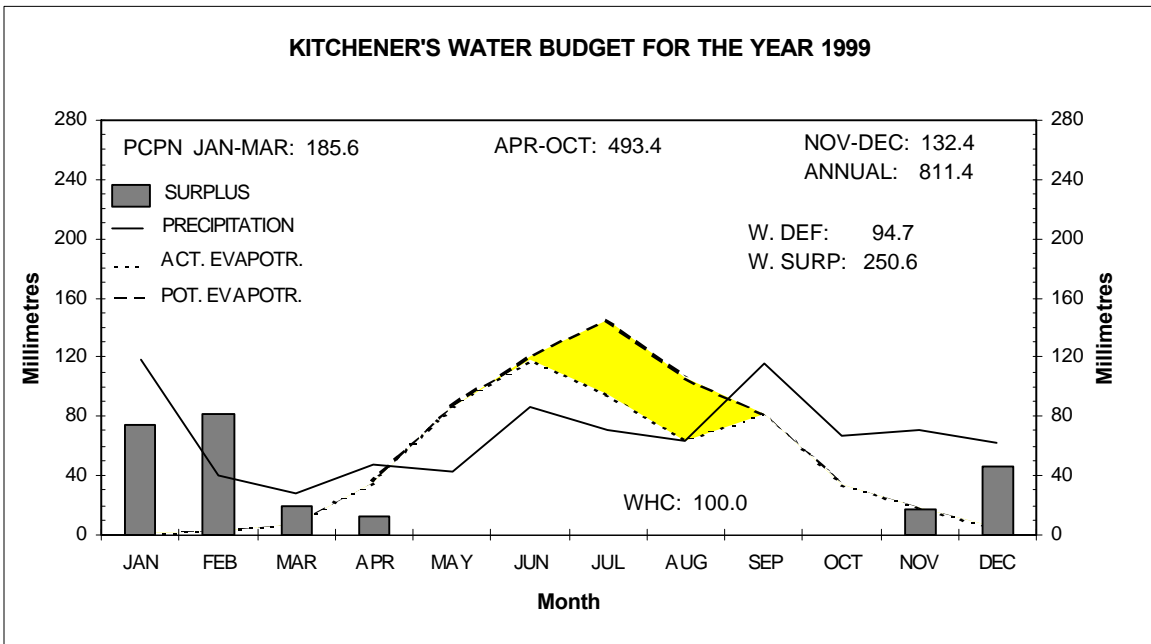 KITCHENER'S WATER BUDGET FOR THE YEAR 1999
280 280
PCPN JAN-MAR: 185.6 APR-OCT: 493.4 NOV-DEC: 132.4
ANNUAL: 811.4
240 240
SURPLUS
PRECIPITATION
200 200
W. DEF: 94.7
ACT. EVAPOTR.
W. SURP: 250.6
POT. EVAPOTR.
160 160
Millimetres Millimetres
120 120
80 80
40 40
WHC: 100.0
0 0
JAN FEB MAR APR MAY JUN JUL AUG SEP OCT NOV DEC
Month